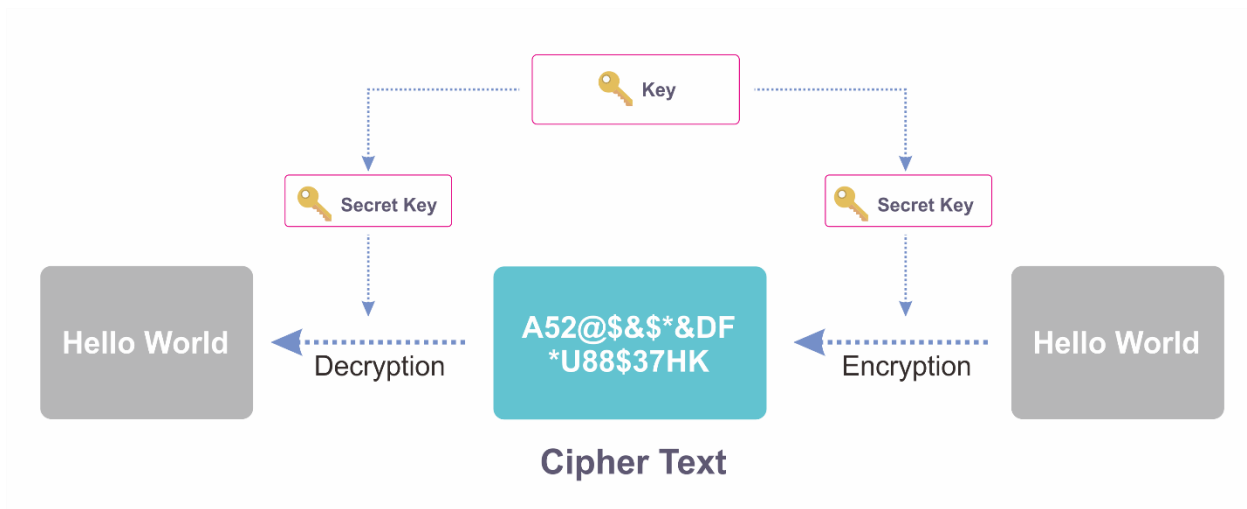 Key
Secret Key
Secret Key
Hello World
Decryption
A52@$&$*&DF
*U88$37HK
Encryption
Hello World
Cipher Text